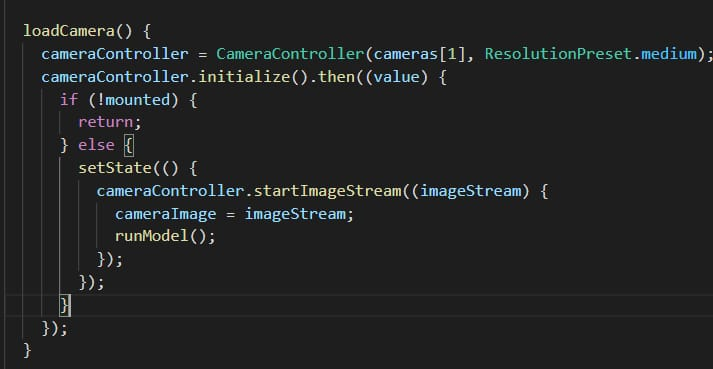 loadCamera() {
cameraController = CameraController(cameras[1], ResolutionPreset.medium);
cameraController.initialize().then((value) {
if (!mounted) {
return;
} else {
setState(() {
cameraController.startImageStream((imageStream) {
cameraImage = imageStream;
runModel();
});
});
}
});
}